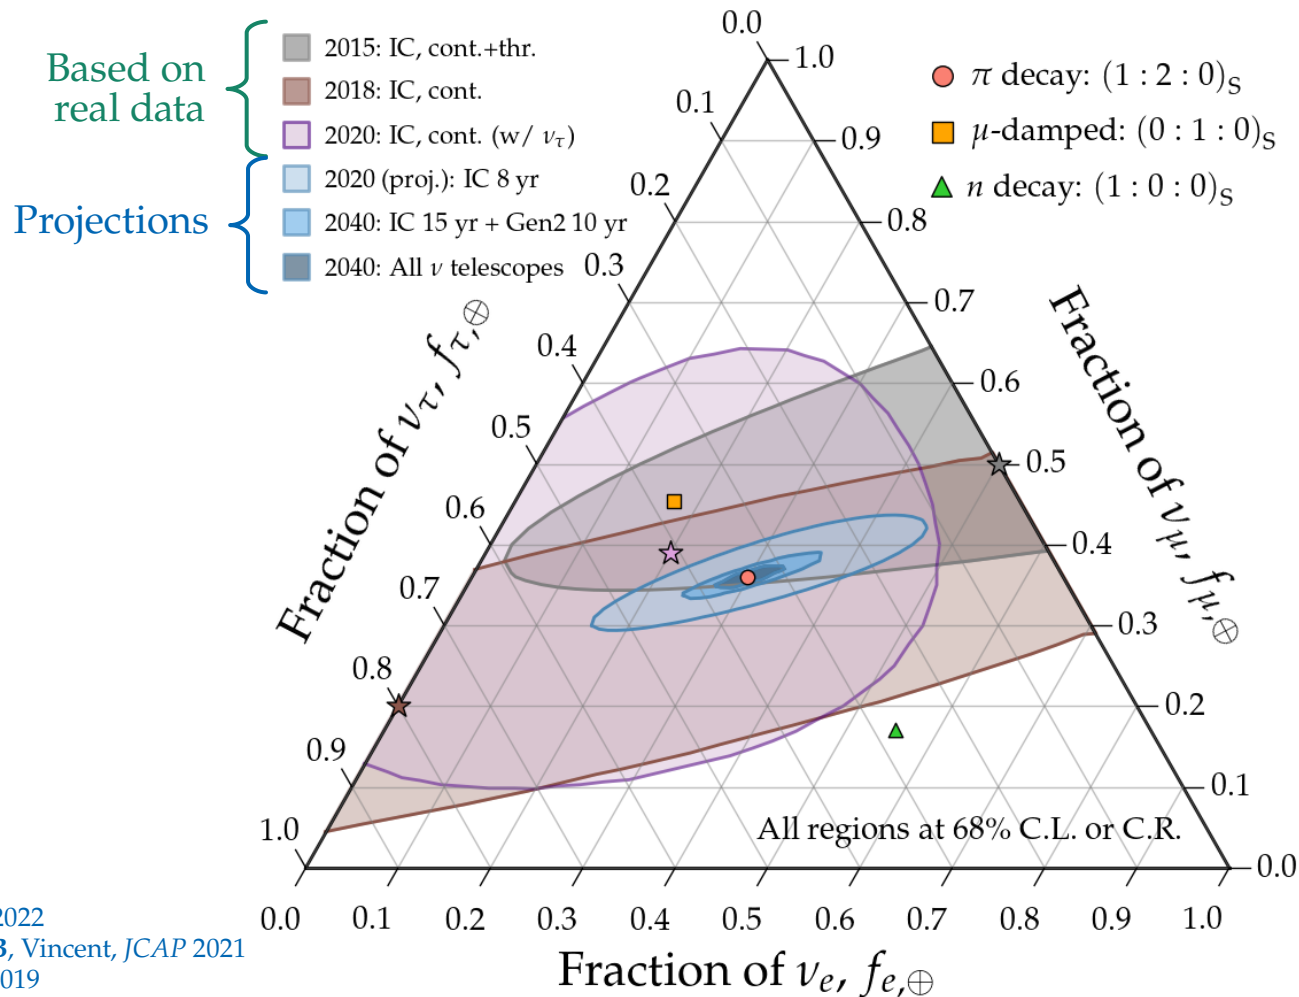 Based on
real data
Projections
2015: IC, cont.+thr.
2018: IC, cont.
2020: IC, cont. (w/ ντ)
2020 (proj.): IC 8 yr
2040: IC 15 yr + Gen2 10 yr
2040: All ν telescopes
π decay: (1 : 2 : 0)S
μ-damped: (0 : 1 : 0)S
n decay: (1 : 0 : 0)S
Fraction of ντ, fτ,⊕
0.0
0.1
0.2
0.3
0.4
0.5
0.6
0.7
0.8
0.9
1.0
Fraction of νμ, fμ,⊕
1.0
0.9
0.8
0.7
0.6
0.5
0.4
0.3
0.2
0.1
0.0
All regions at 68% C.L. or C.R.
0.0 0.1 0.2 0.3 0.4 0.5 0.6 0.7 0.8 0.9 1.0
Fraction of νe, fe,⊕
2022
3, Vincent, JCAP 2021
019